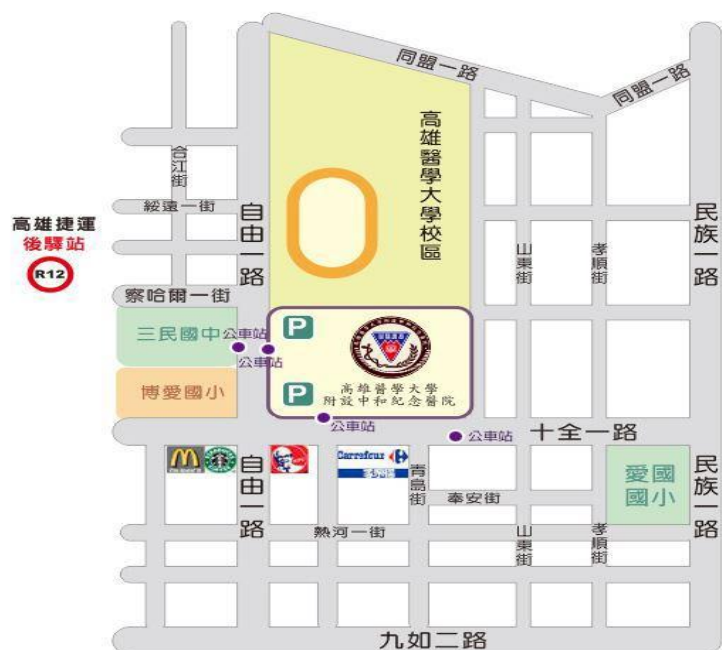 同盟一路
同盟一路
高雄醫學大學校區
合江街
綏遠一街
自由一路
民族一路
高雄捷運
後驛站
R12
山東街
孝順街
察哈爾一街
三民國中
公車站
公車站
P
P
高雄醫學大學
附設中和紀念醫院
博愛國小
公車站
公車站
十全一路
自由一路
Carrefour
青島街
奉安街
愛國
國小
民族一路
熱河一街
山東街
孝順街
九如二路